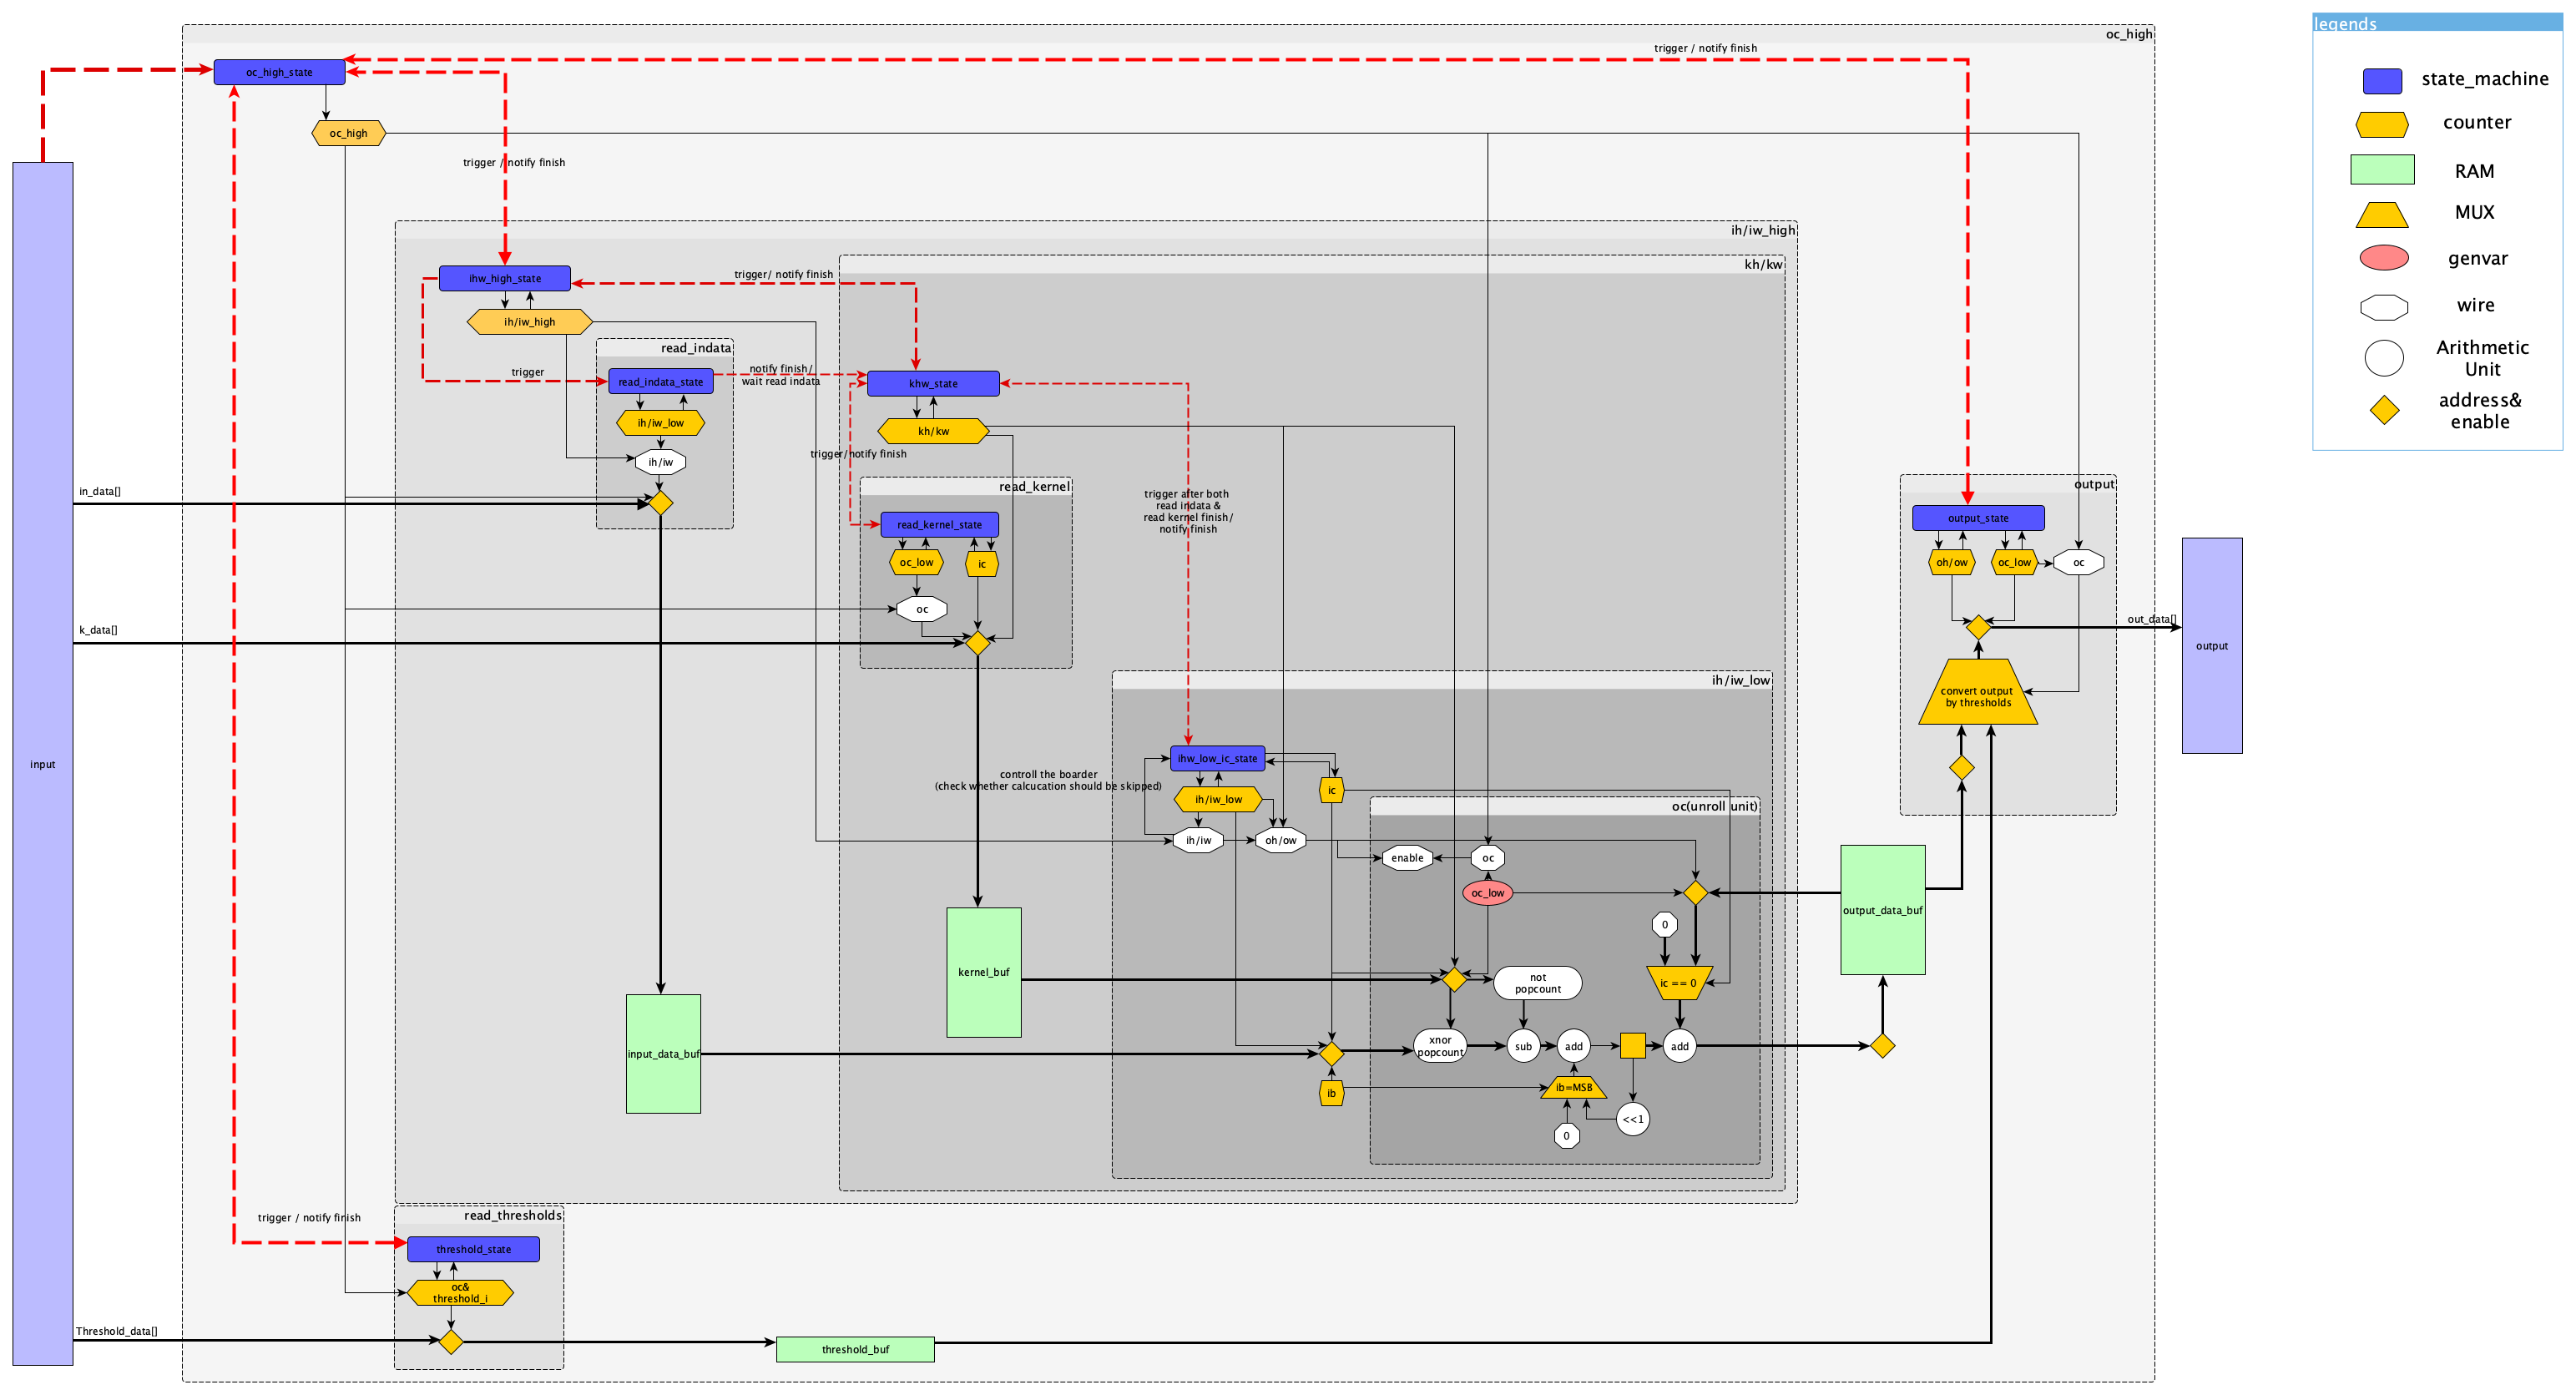 legends
state_machine
counter
RAM
MUX
genvar
wire
Arithmetic
Unit
address&
enable
oc_high
trigger / notify finish
oc_high_state
oc_high
trigger / notify finish
ih/iw_high
ihw_high_state
trigger/ notify finish
kh/kw
ih/iw_high
read_indata
trigger
read_indata_state
notify finish/
wait read indata
khw_state
ih/iw_low
kh/kw
ih/iw
trigger/notify finish
in_data[]
read_kernel
trigger after both
read indata &
read kernel finish/
notify finish
output
read_kernel_state
output_state
oc_low
ic
oh/ow
oc_low
oc
oc
k_data[]
out_data[]
output
ih/iw_low
convert output
by thresholds
input
ihw_low_ic_state
controll the boarder
(check whether calcucation should be skipped)
ic
ih/iw_low
oc(unroll unit)
ih/iw
oh/ow
enable
oc
oc_low
output_data_buf
0
kernel_buf
not
popcount
ic == 0
input_data_buf
xnor
popcount
sub
add
add
ib
ib=MSB
<<1
0
trigger / notify finish
read_thresholds
threshold_state
oc&
threshold_i
Threshold_data[]
threshold_buf